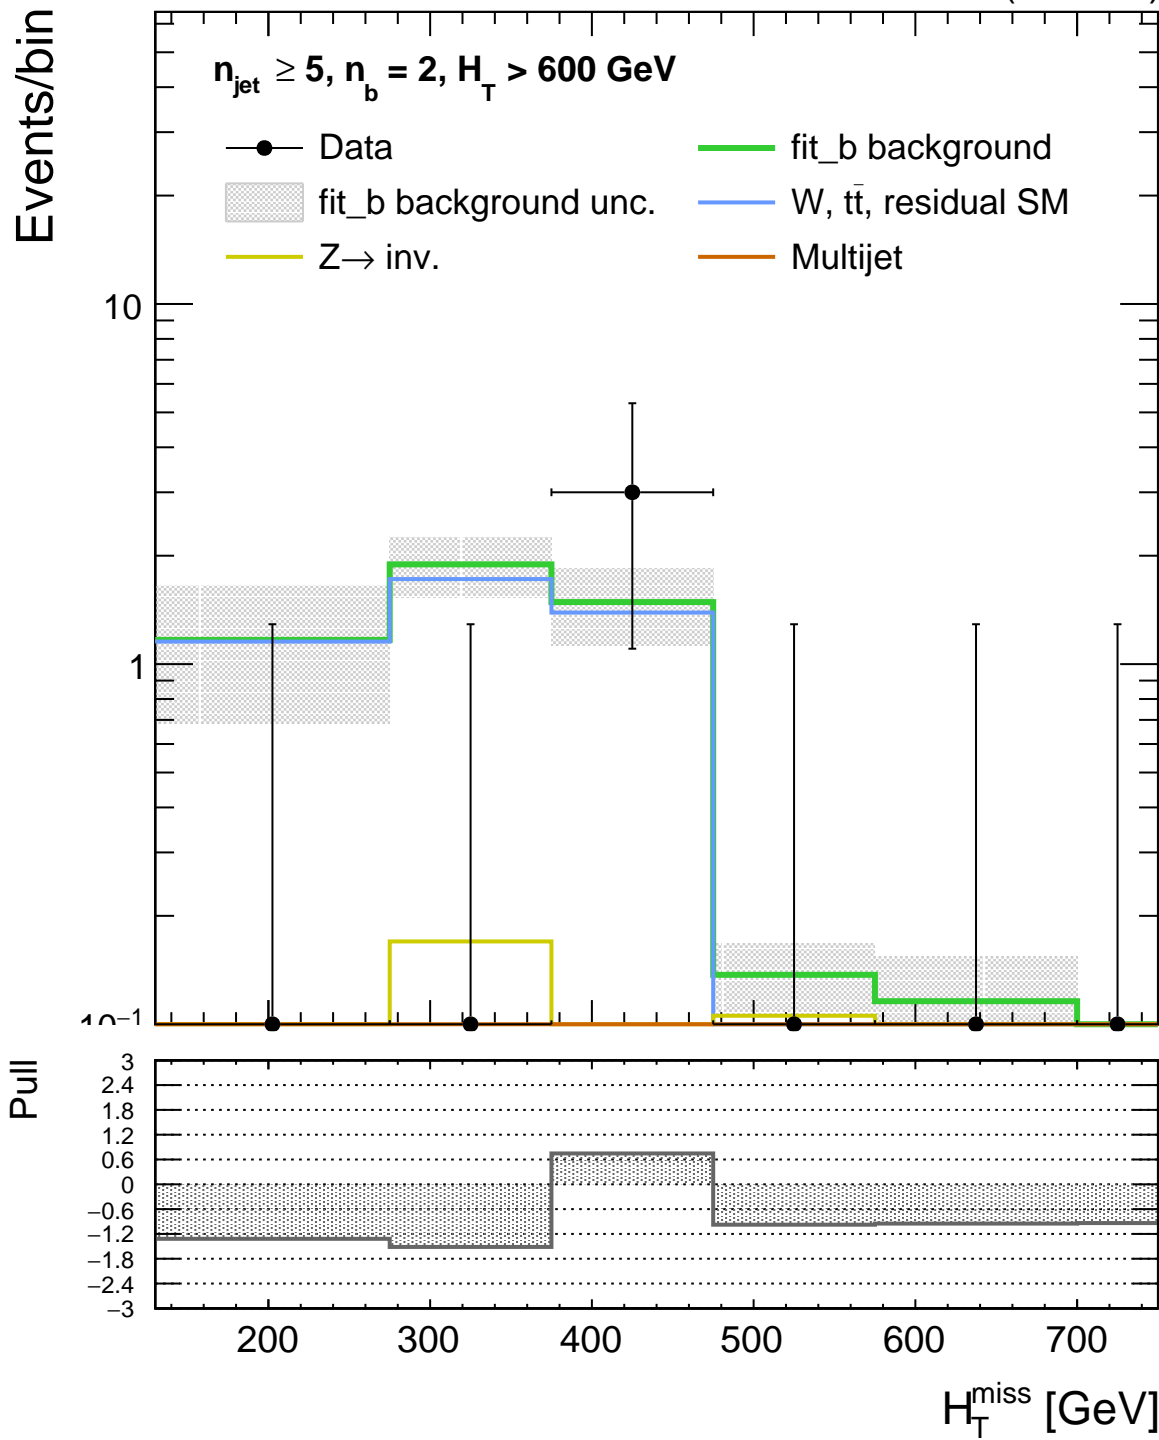 n_jet ≥ 5, n_b = 2, H_T > 600 GeV
Events/bin
Data
fit_b background
fit_b background unc.
W, tt̄, residual SM
Z→ inv.
Multijet
10
1
10⁻¹
Pull
3
2.4
1.8
1.2
0.6
0
−0.6
−1.2
−1.8
−2.4
−3
200 300 400 500 600 700
H_T^miss [GeV]